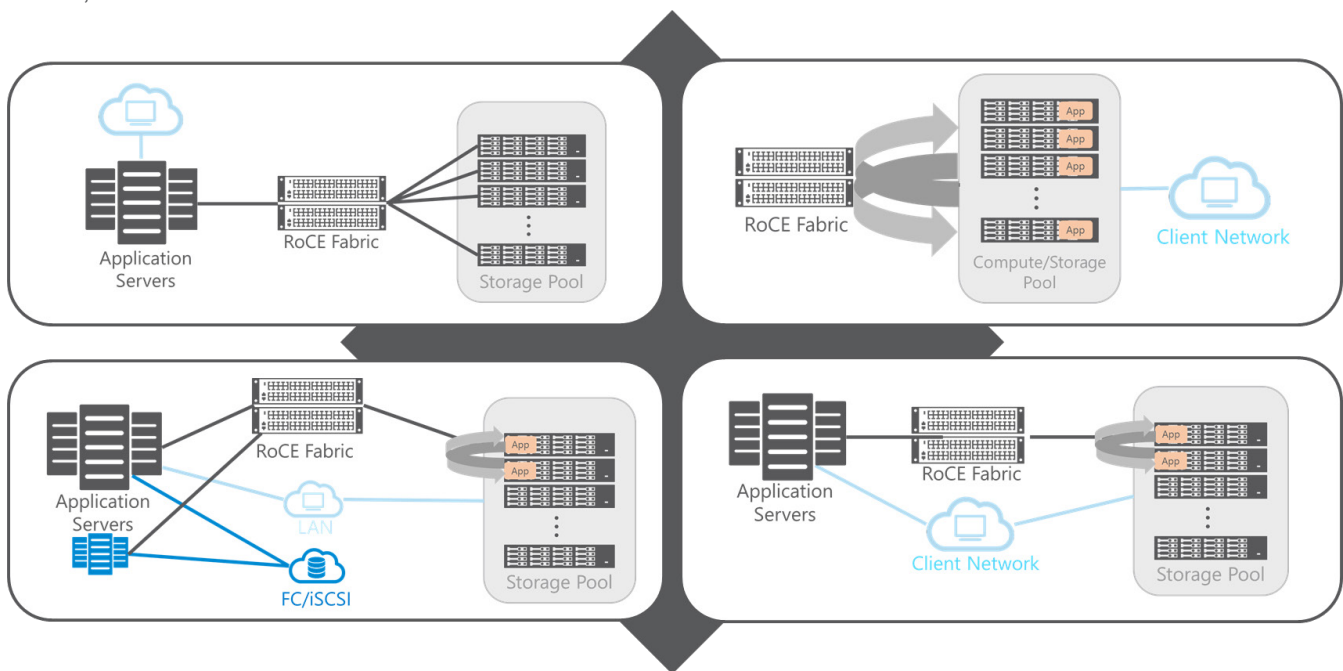 RoCE Fabric
Application
Servers
Storage Pool
App
App
App
App
RoCE Fabric
Client Network
Compute/Storage
Pool
RoCE Fabric
App
App
Application
Servers
LAN
FC/iSCSI
Storage Pool
App
App
RoCE Fabric
Application
Servers
Client Network
Storage Pool